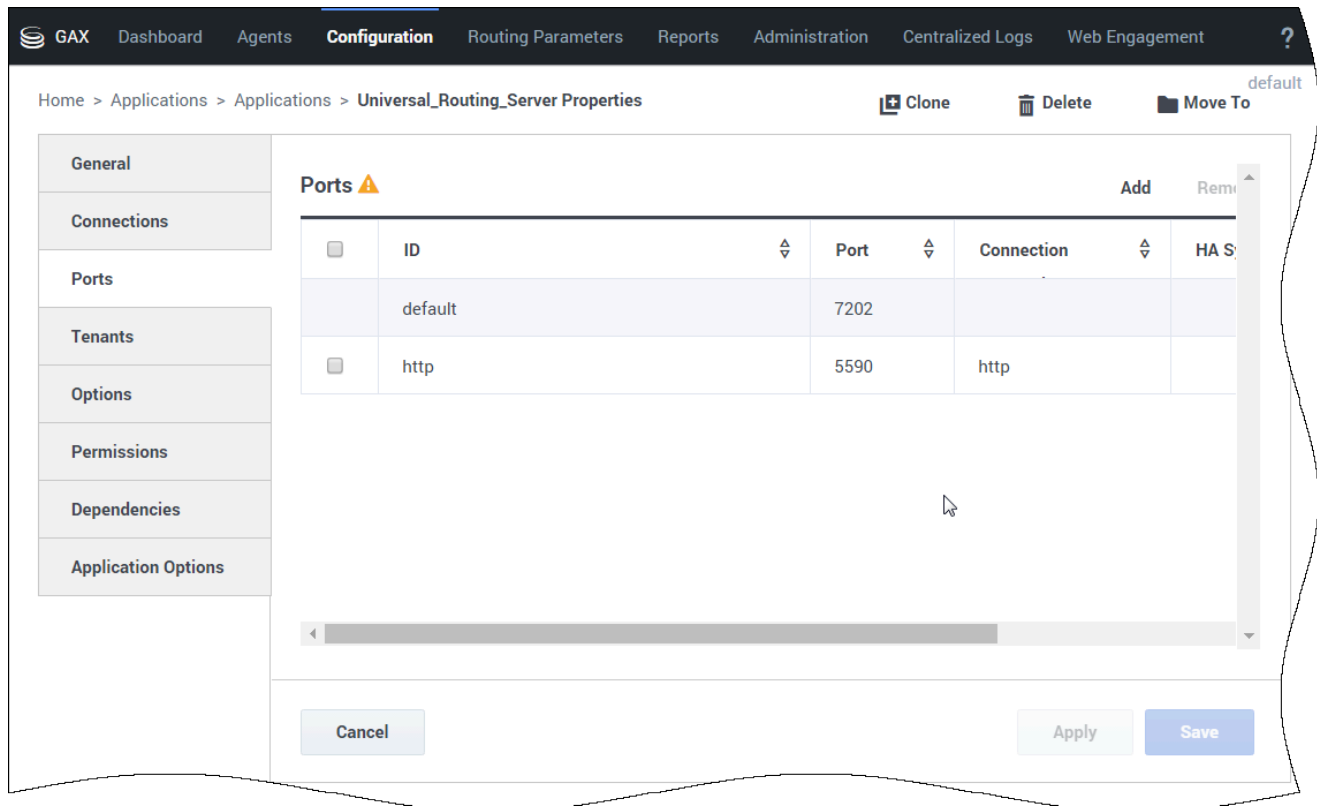 GAX Dashboard Agents Configuration Routing Parameters Reports Administration Centralized Logs Web Engagement ?
default
Home > Applications > Applications > Universal_Routing_Server Properties Clone Delete Move To
General
Connections
Ports
Tenants
Options
Permissions
Dependencies
Application Options
Ports Add Rem
ID Port Connection HA S
default 7202
http 5590 http
Cancel Apply Save